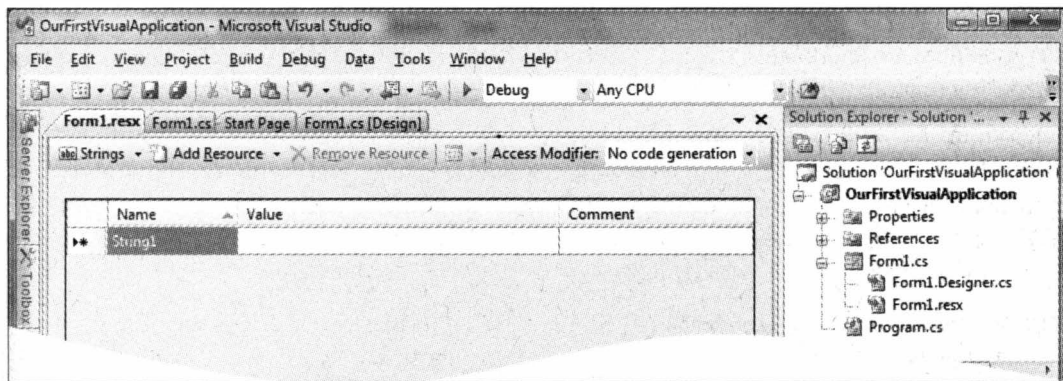 OurFirstVisualApplication - Microsoft Visual Studio
File Edit View Project Build Debug Data Tools Window Help
Debug Any CPU
Form1.resx Form1.cs Start Page Form1.cs [Design]
Solution Explorer - Solution '...
Server Explorer
Toolbox
Strings Add Resource Remove Resource Access Modifier: No code generation
Name Value Comment
String1
Solution 'OurFirstVisualApplication' (
OurFirstVisualApplication
Properties
References
Form1.cs
Form1.Designer.cs
Form1.resx
Program.cs